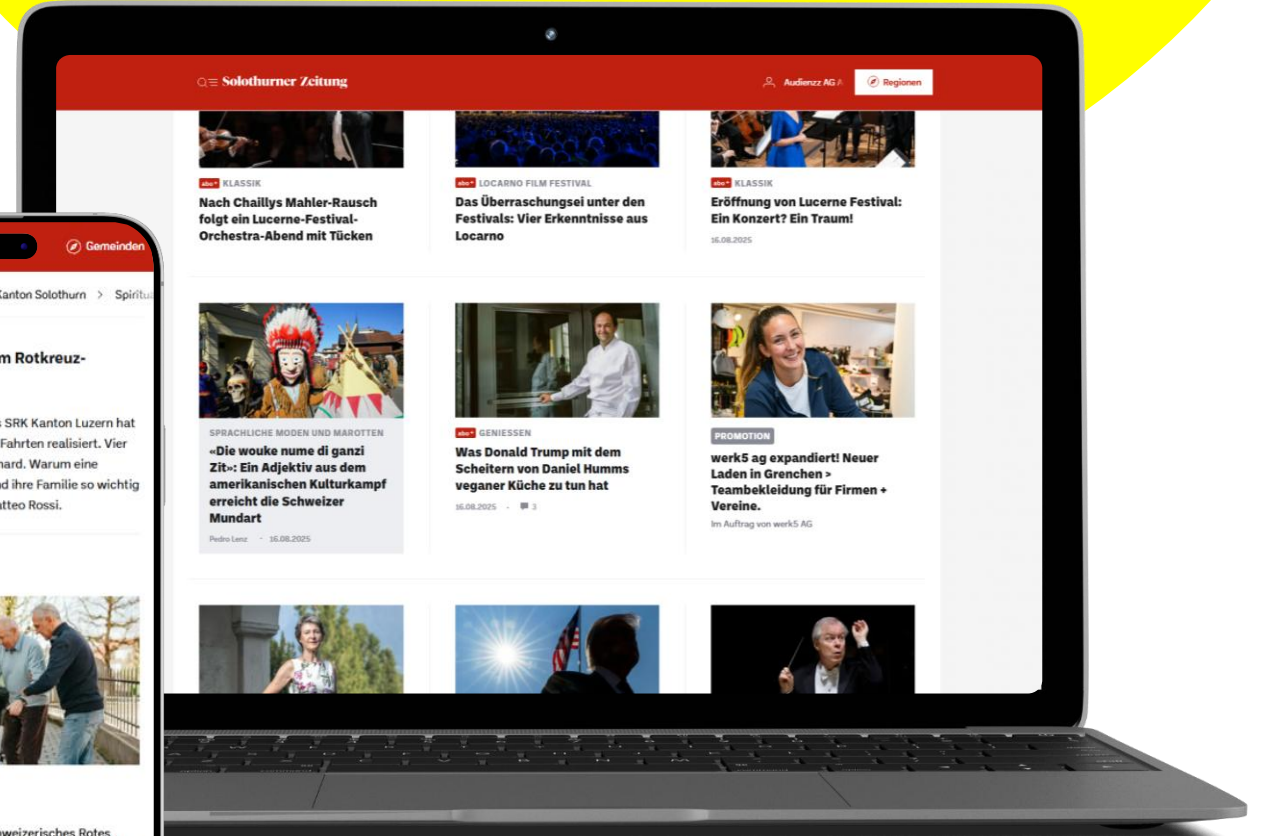 Solothurner Zeitung
Audienzz AG A
Regionen
abo+ KLASSIK
Nach Chaillys Mahler-Rausch
folgt ein Lucerne-Festival-
Orchestra-Abend mit Tücken
abo+ LOCARNO FILM FESTIVAL
Das Überraschungsei unter den
Festivals: Vier Erkenntnisse aus
Locarno
abo+ KLASSIK
Eröffnung von Lucerne Festival:
Ein Konzert? Ein Traum!
16.08.2025
SPRACHLICHE MODEN UND MAROTTEN
«Die wouke nume di ganzi
Zit»: Ein Adjektiv aus dem
amerikanischen Kulturkampf
erreicht die Schweizer
Mundart
Pedro Lenz · 16.08.2025
abo+ GENIESSEN
Was Donald Trump mit dem
Scheitern von Daniel Humms
veganer Küche zu tun hat
16.08.2025 · 3
PROMOTION
werk5 ag expandiert! Neuer
Laden in Grenchen >
Teambekleidung für Firmen +
Vereine.
Im Auftrag von werk5 AG
Gemeinden
Kanton Solothurn > Spiritu
m Rotkreuz-
SRK Kanton Luzern hat
Fahrten realisiert. Vier
hard. Warum eine
d ihre Familie so wichtig
atteo Rossi.
weizerisches Rotes